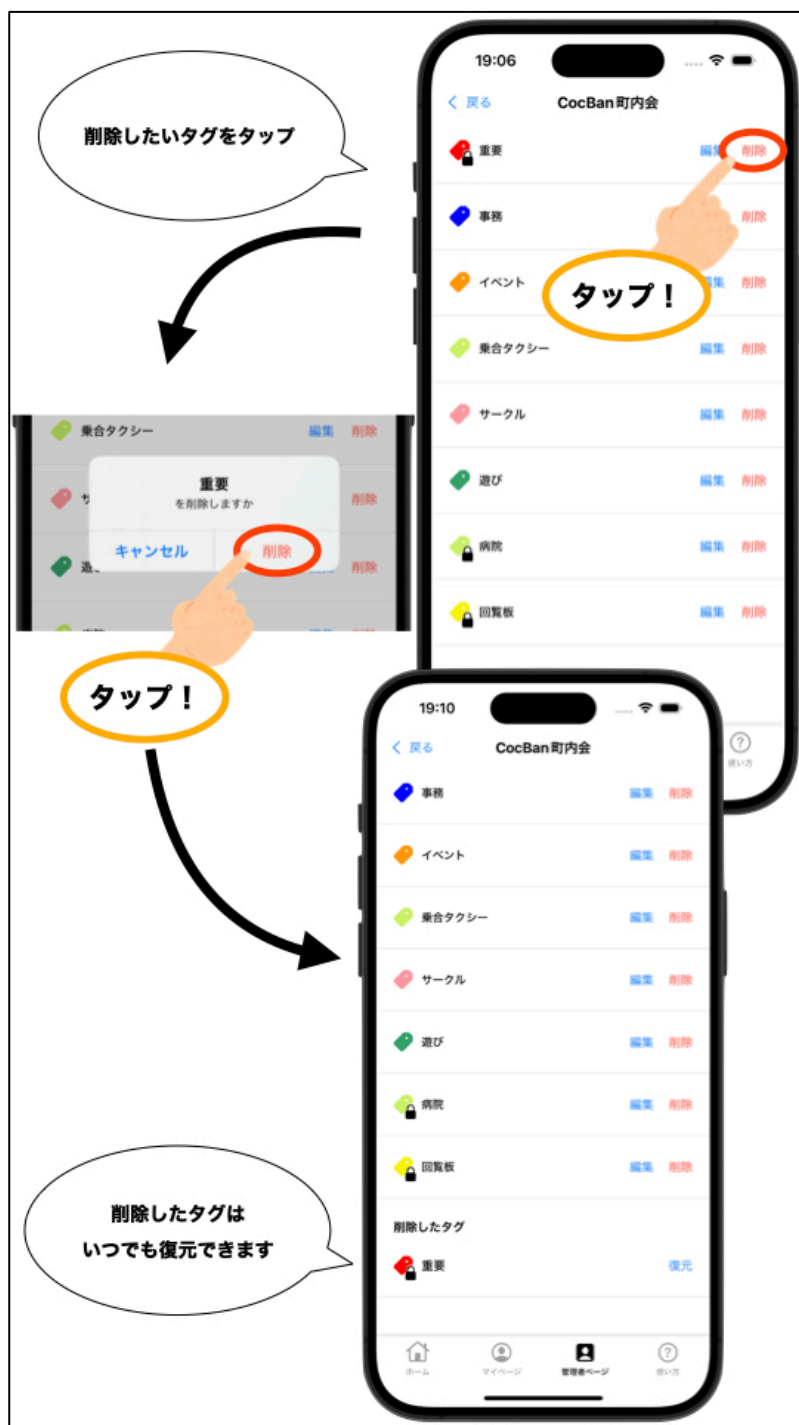 削除したいタグをタップ
19:06
戻る CocBan町内会
重要 編集 削除
事務 削除
イベント 編集 削除
タップ！
乗合タクシー 編集 削除
サークル 編集 削除
遊び 編集 削除
病院 編集 削除
回覧板 編集 削除
使い方
乗合タクシー 編集 削除
サ 削除
重要
を削除しますか
キャンセル 削除
遊 削除
タップ！
19:10
戻る CocBan町内会
事務 編集 削除
イベント 編集 削除
乗合タクシー 編集 削除
サークル 編集 削除
遊び 編集 削除
病院 編集 削除
回覧板 編集 削除
削除したタグ
重要 復元
削除したタグは
いつでも復元できます
ホーム マイページ 管理者ページ 使い方